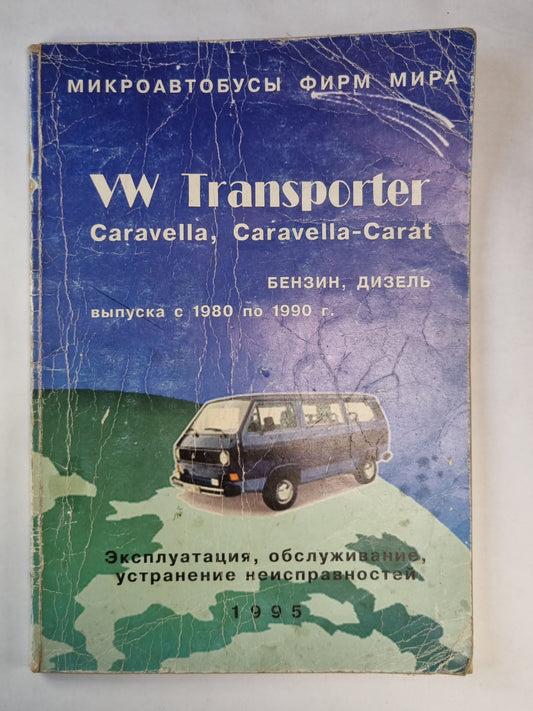 МИКРОАВТОБУСЫ ФИРМ МИРА
VW Transporter
Caravella, Caravella-Carat
БЕНЗИН, ДИЗЕЛЬ
выпуска с 1980 по 1990 г.
Эксплуатация, обслуживание,
устранение неисправностей
1995